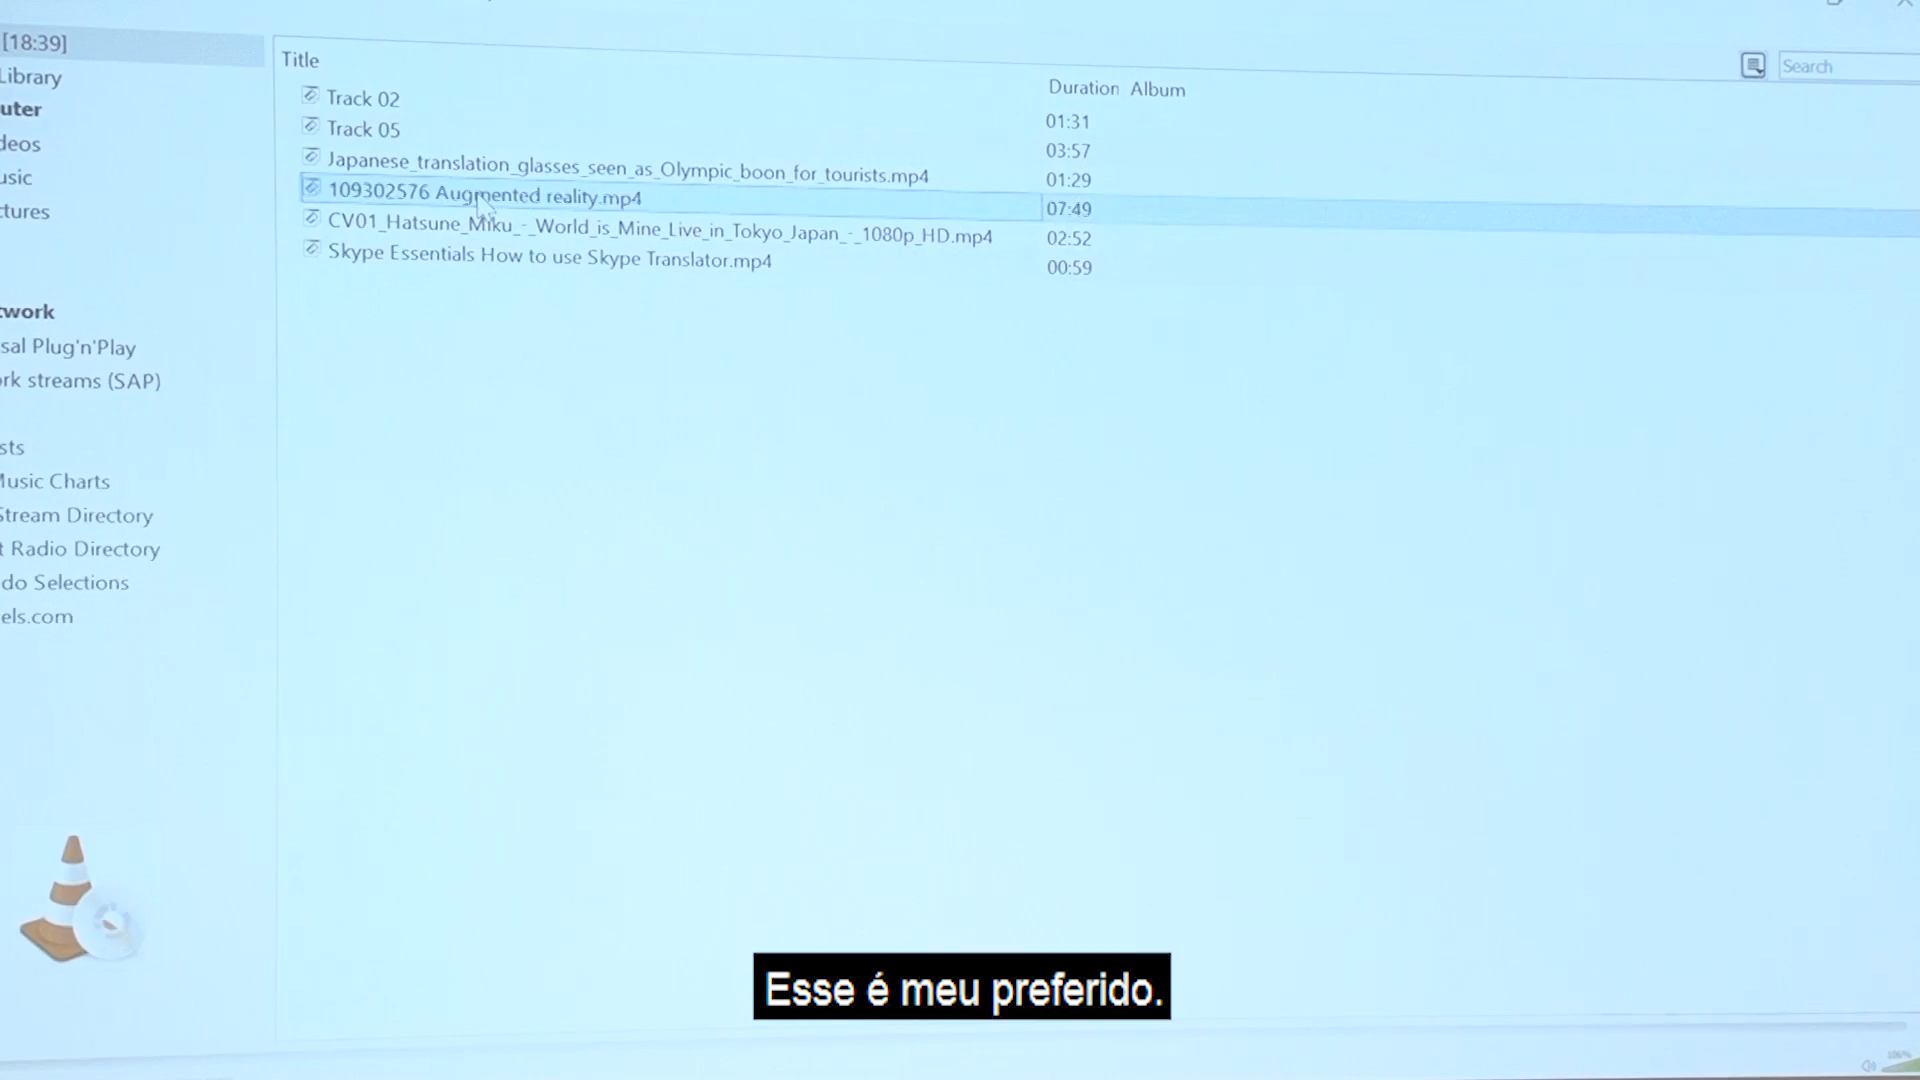 [18:39]
Library
uter
deos
usic
tures
twork
sal Plug'n'Play
ork streams (SAP)
sts
Music Charts
Stream Directory
t Radio Directory
do Selections
els.com
Title
Duration Album
Search
Track 02
01:31
Track 05
03:57
Japanese_translation_glasses_seen_as_Olympic_boon_for_tourists.mp4
01:29
109302576 Augmented reality.mp4
07:49
CV01_Hatsune_Miku_-_World_is_Mine_Live_in_Tokyo_Japan_-_1080p_HD.mp4
02:52
Skype Essentials How to use Skype Translator.mp4
00:59
Esse é meu preferido.
106%